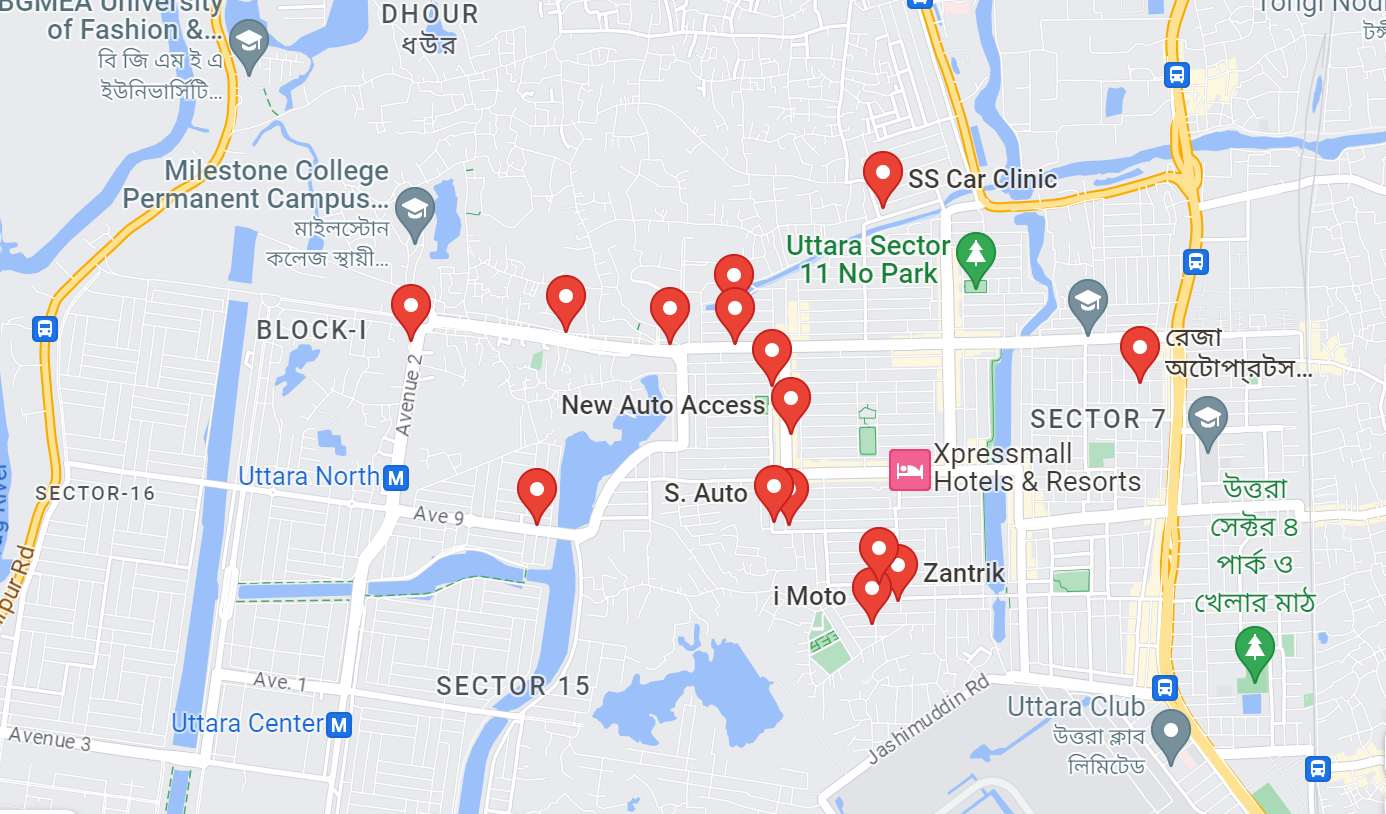 BGMEA University
of Fashion &...
বি জি এম ই এ
ইউনিভার্সিটি...
DHOUR
ধউর
টঙ্গী
Milestone College
Permanent Campus...
মাইলস্টোন
কলেজ স্থায়ী...
SS Car Clinic
Uttara Sector
11 No Park
BLOCK-I
Avenue 2
রেজা
অটোপার্টস...
New Auto Access
SECTOR 7
Xpressmall
Hotels & Resorts
Uttara North
M
SECTOR-16
S. Auto
Ave 9
উত্তরা
সেক্টর ৪
পার্ক ও
খেলার মাঠ
Zantrik
i Moto
Ave. 1
SECTOR 15
Jashimuddin Rd
Uttara Club
উত্তরা ক্লাব
লিমিটেড
Uttara Center
M
Avenue 3